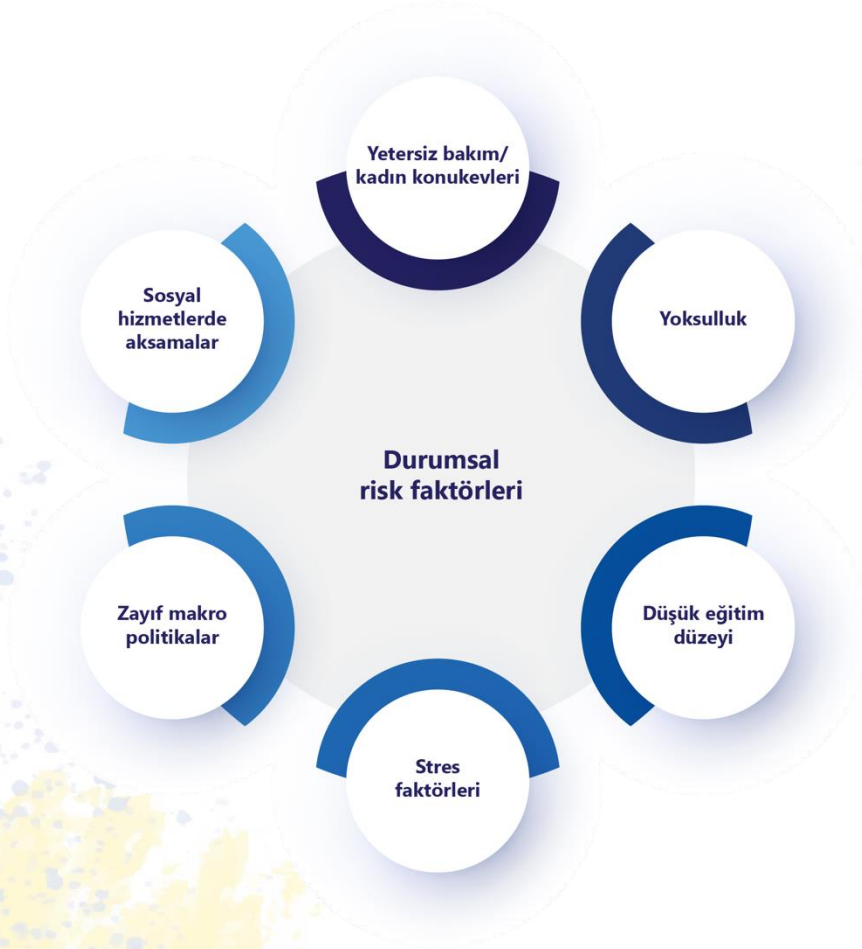 Yetersiz bakım/
kadın konukevleri
Sosyal
hizmetlerde
aksamalar
Yoksulluk
Durumsal
risk faktörleri
Zayıf makro
politikalar
Düşük eğitim
düzeyi
Stres
faktörleri